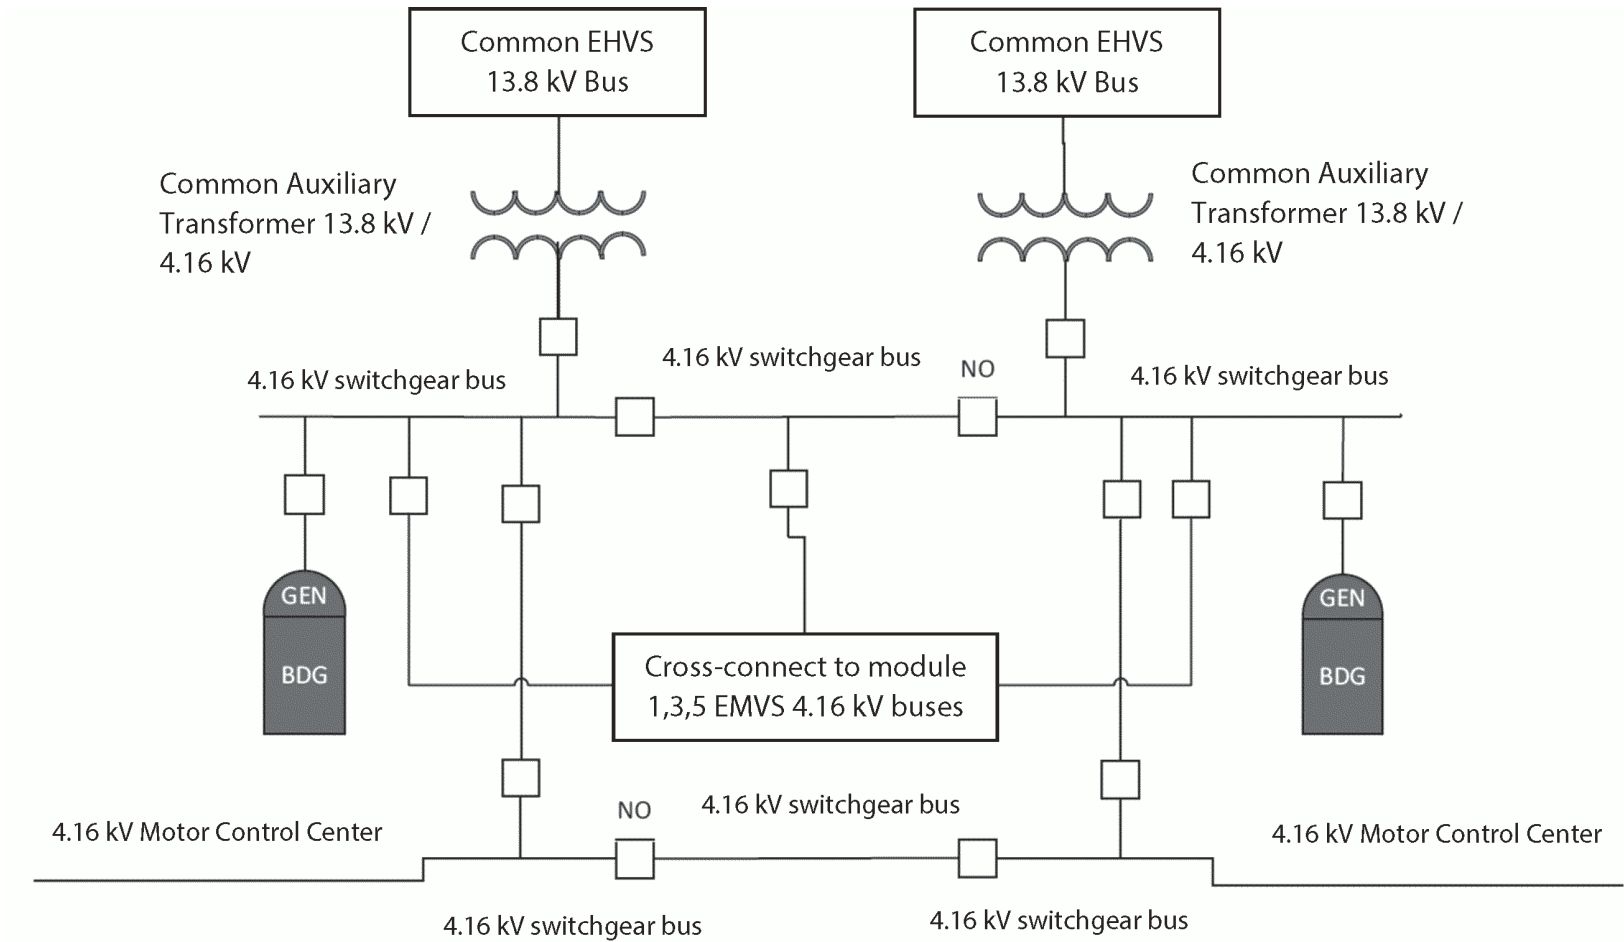 Common EHVS
13.8 kV Bus
Common EHVS
13.8 kV Bus
Common Auxiliary
Transformer 13.8 kV /
4.16 kV
Common Auxiliary
Transformer 13.8 kV /
4.16 kV
4.16 kV switchgear bus
4.16 kV switchgear bus
NO
4.16 kV switchgear bus
GEN
BDG
GEN
BDG
Cross-connect to module
1,3,5 EMVS 4.16 kV buses
4.16 kV Motor Control Center
NO
4.16 kV switchgear bus
4.16 kV Motor Control Center
4.16 kV switchgear bus
4.16 kV switchgear bus